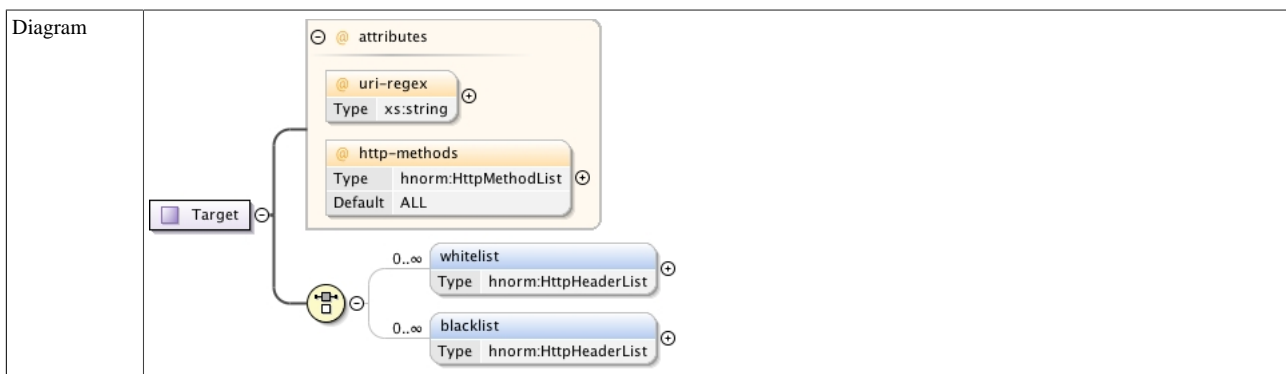 Diagram
@ attributes
@ uri-regex
Type xs:string
@ http-methods
Type hnorm:HttpMethodList
Default ALL
Target
0..∞ whitelist
Type hnorm:HttpHeaderList
0..∞ blacklist
Type hnorm:HttpHeaderList